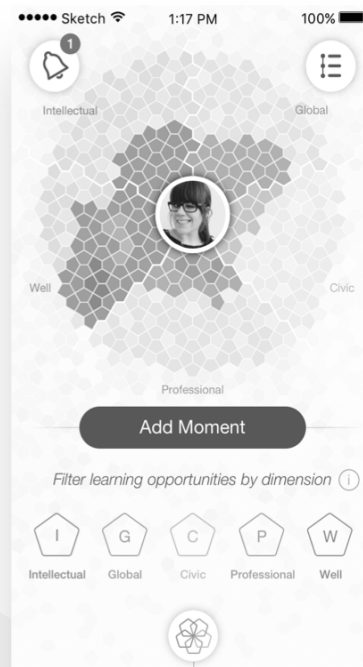 Sketch 1:17 PM 100%
1
Intellectual Global
Well Civic
Professional
Add Moment
Filter learning opportunities by dimension i
I G C P W
Intellectual Global Civic Professional Well